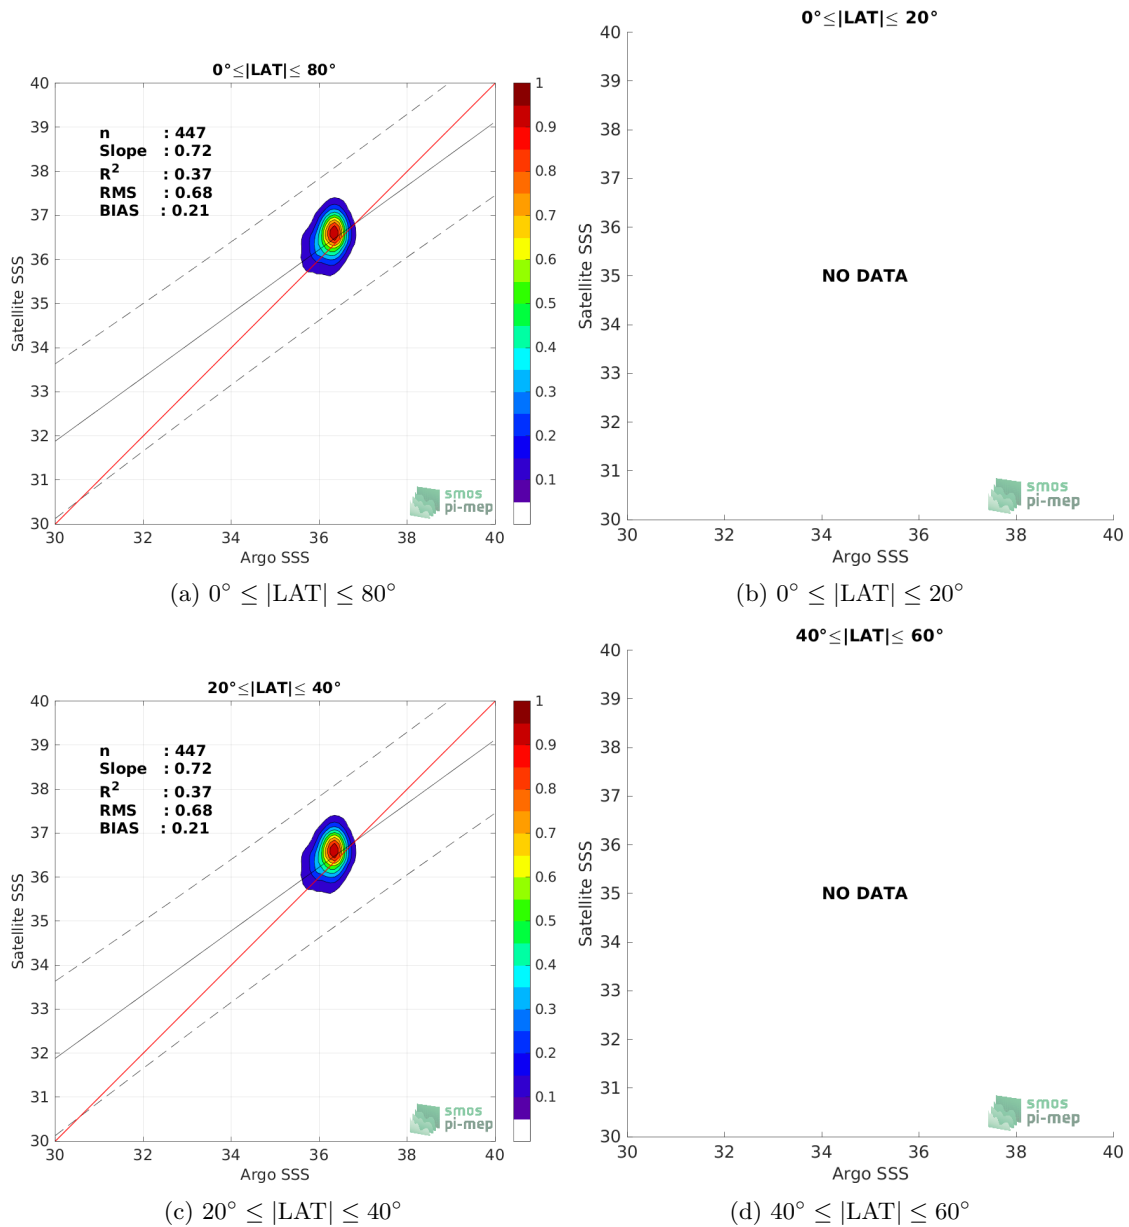 0°≤|LAT|≤ 80°
40
39
38
37
36
35
34
33
32
31
30
30
32
34
36
38
40
Satellite SSS
Argo SSS
n : 447
Slope : 0.72
R² : 0.37
RMS : 0.68
BIAS : 0.21
1
0.9
0.8
0.7
0.6
0.5
0.4
0.3
0.2
0.1
smos
pi-mep
(a) 0° ≤ |LAT| ≤ 80°
0°≤|LAT|≤ 20°
40
39
38
37
36
35
34
33
32
31
30
30
32
34
36
38
40
Satellite SSS
Argo SSS
NO DATA
smos
pi-mep
(b) 0° ≤ |LAT| ≤ 20°
20°≤|LAT|≤ 40°
40
39
38
37
36
35
34
33
32
31
30
30
32
34
36
38
40
Satellite SSS
Argo SSS
n : 447
Slope : 0.72
R² : 0.37
RMS : 0.68
BIAS : 0.21
1
0.9
0.8
0.7
0.6
0.5
0.4
0.3
0.2
0.1
smos
pi-mep
(c) 20° ≤ |LAT| ≤ 40°
40°≤|LAT|≤ 60°
40
39
38
37
36
35
34
33
32
31
30
30
32
34
36
38
40
Satellite SSS
Argo SSS
NO DATA
smos
pi-mep
(d) 40° ≤ |LAT| ≤ 60°